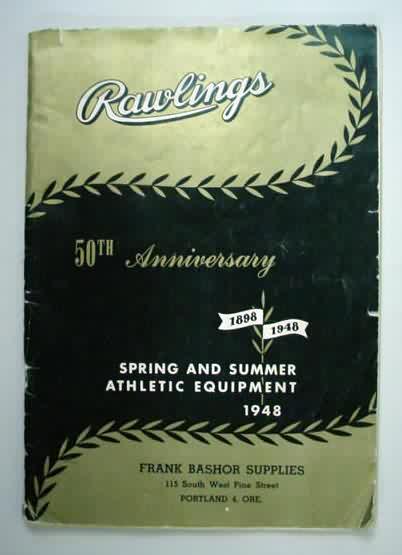 Rawlings
50TH Anniversary
1898 1948
SPRING AND SUMMER
ATHLETIC EQUIPMENT
1948
FRANK BASHOR SUPPLIES
115 South West Pine Street
PORTLAND 4, ORE.